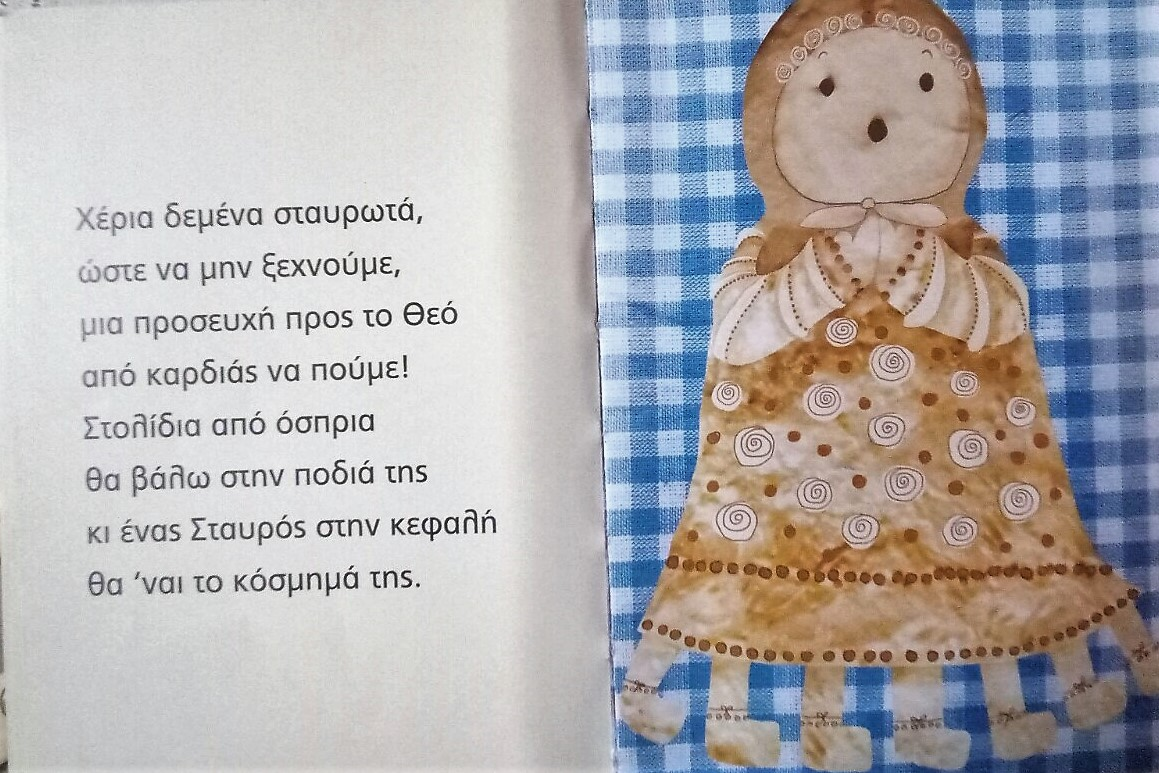 Χέρια δεμένα σταυρωτά,
ώστε να μην ξεχνούμε,
μια προσευχή προς το Θεό
από καρδιάς να πούμε!
Στολίδια από όσπρια
θα βάλω στην ποδιά της
κι ένας Σταυρός στην κεφαλή
θα ‘ναι το κόσμημά της.